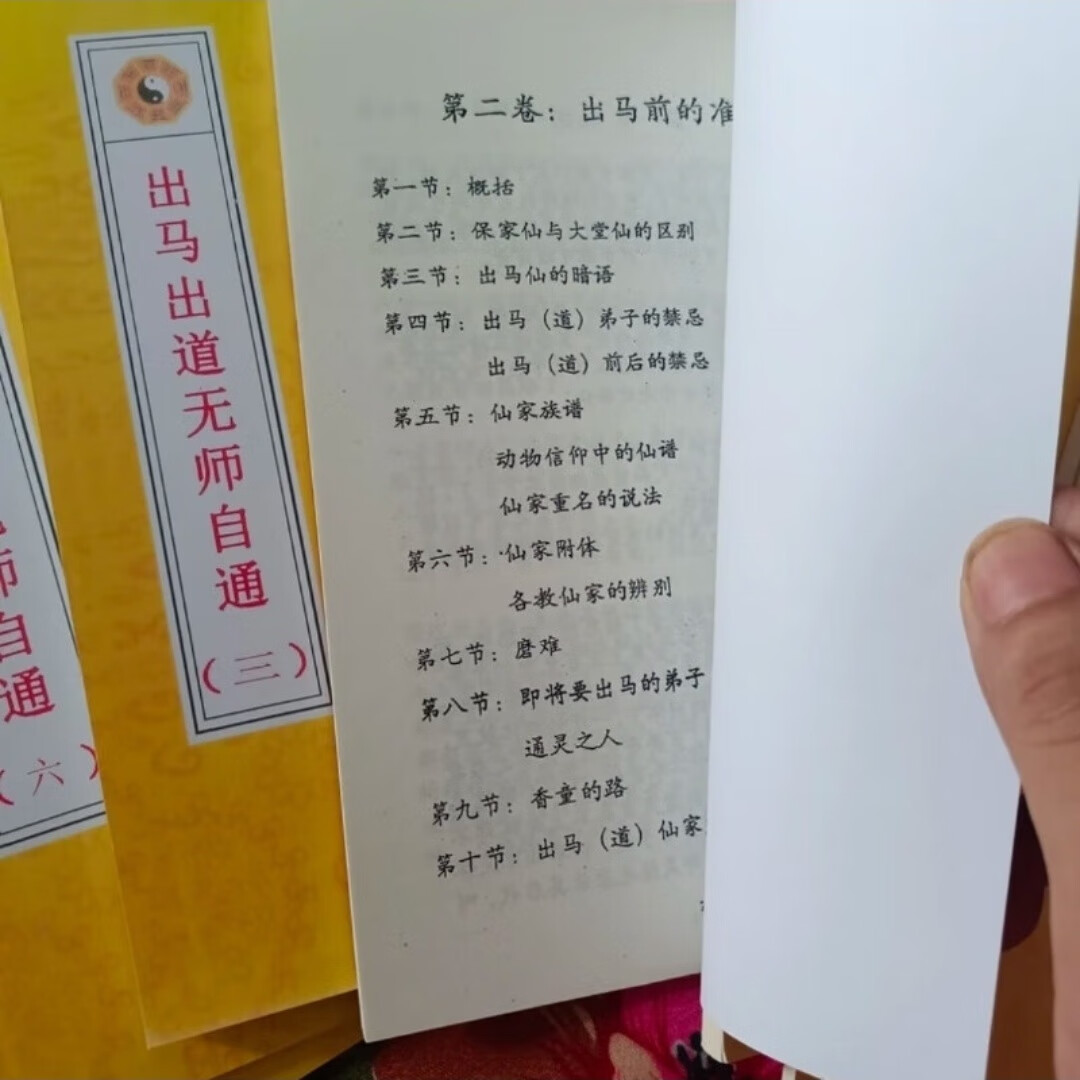 师自通
（六）
出马出道无师自通
（三）
第二卷：出马前的准
第一节：概括
第二节：保家仙与大堂仙的区别
第三节：出马仙的暗语
第四节：出马（道）弟子的禁忌
出马（道）前后的禁忌
第五节：仙家族谱
动物信仰中的仙谱
仙家重名的说法
第六节：仙家附体
各教仙家的辨别
第七节：磨难
第八节：即将要出马的弟子
通灵之人
第九节：香童的路
第十节：出马（道）仙家